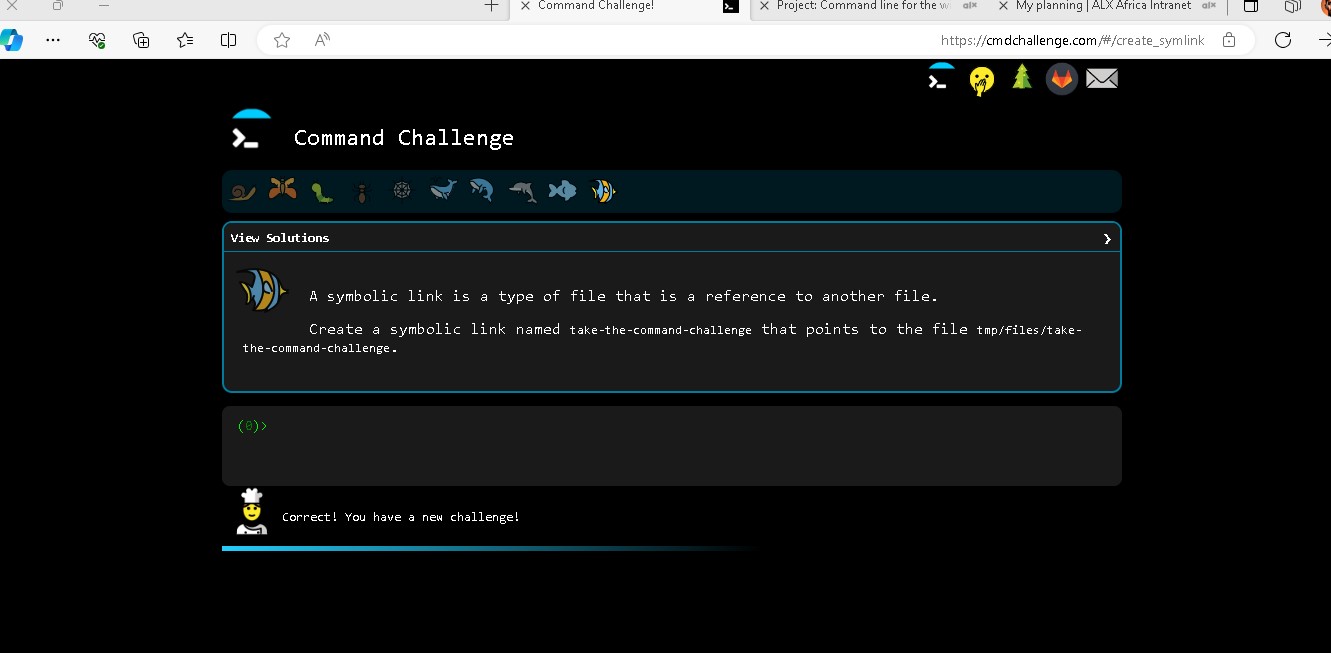 Command Challenge!
Project: Command line for the w
alx
My planning | ALX Africa Intranet
alx
https://cmdchallenge.com/#/create_symlink
Command Challenge
View Solutions
A symbolic link is a type of file that is a reference to another file.
Create a symbolic link named take-the-command-challenge that points to the file tmp/files/take-
the-command-challenge.
(0)>
Correct! You have a new challenge!